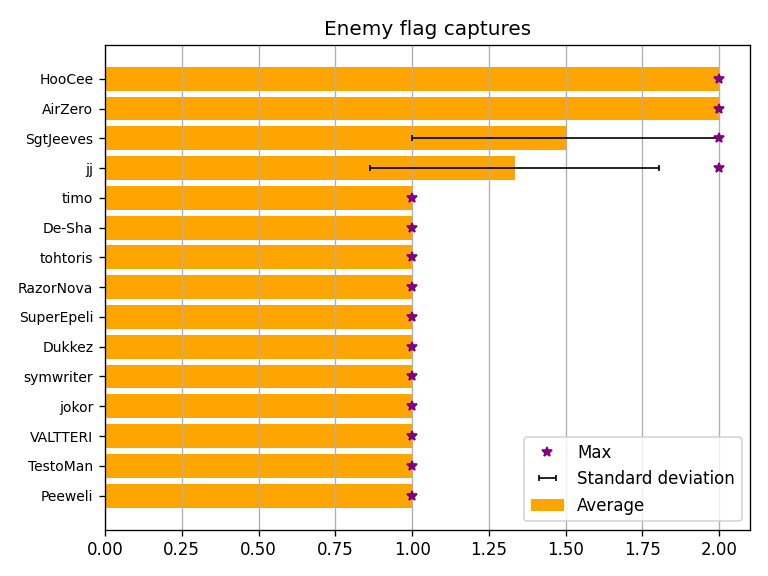 Enemy flag captures
HooCee
AirZero
SgtJeeves
jj
timo
De-Sha
tohtoris
RazorNova
SuperEpeli
Dukkez
symwriter
jokor
VALTTERI
TestoMan
Peeweli
Max
Standard deviation
Average
0.00 0.25 0.50 0.75 1.00 1.25 1.50 1.75 2.00